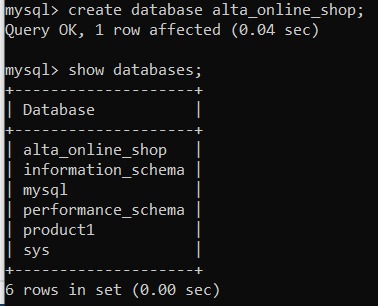 mysql> create database alta_online_shop;
Query OK, 1 row affected (0.04 sec)

mysql> show databases;
+--------------------+
| Database           |
+--------------------+
| alta_online_shop   |
| information_schema |
| mysql              |
| performance_schema |
| product1           |
| sys                |
+--------------------+
6 rows in set (0.00 sec)